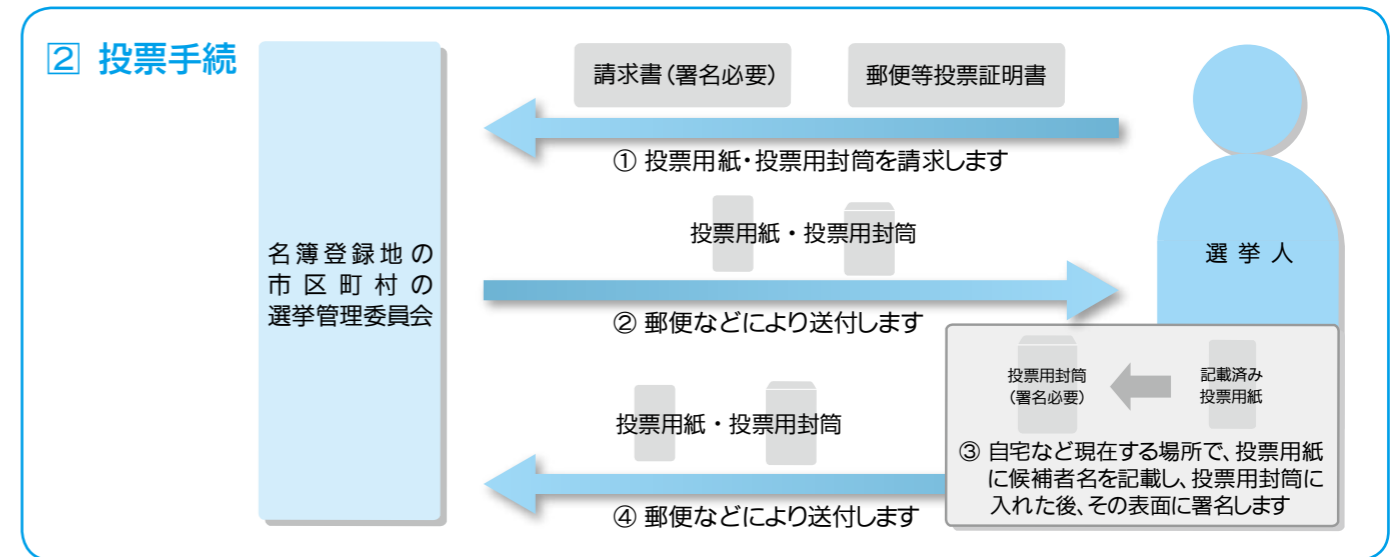 2 投票手続
請求書(署名必要)
郵便等投票証明書
① 投票用紙・投票用封筒を請求します
名簿登録地の
市区町村の
選挙管理委員会
選挙人
投票用紙・投票用封筒
② 郵便などにより送付します
投票用封筒
(署名必要)
記載済み
投票用紙
③ 自宅など現在する場所で、投票用紙
に候補者名を記載し、投票用封筒に
入れた後、その表面に署名します
投票用紙・投票用封筒
④ 郵便などにより送付します